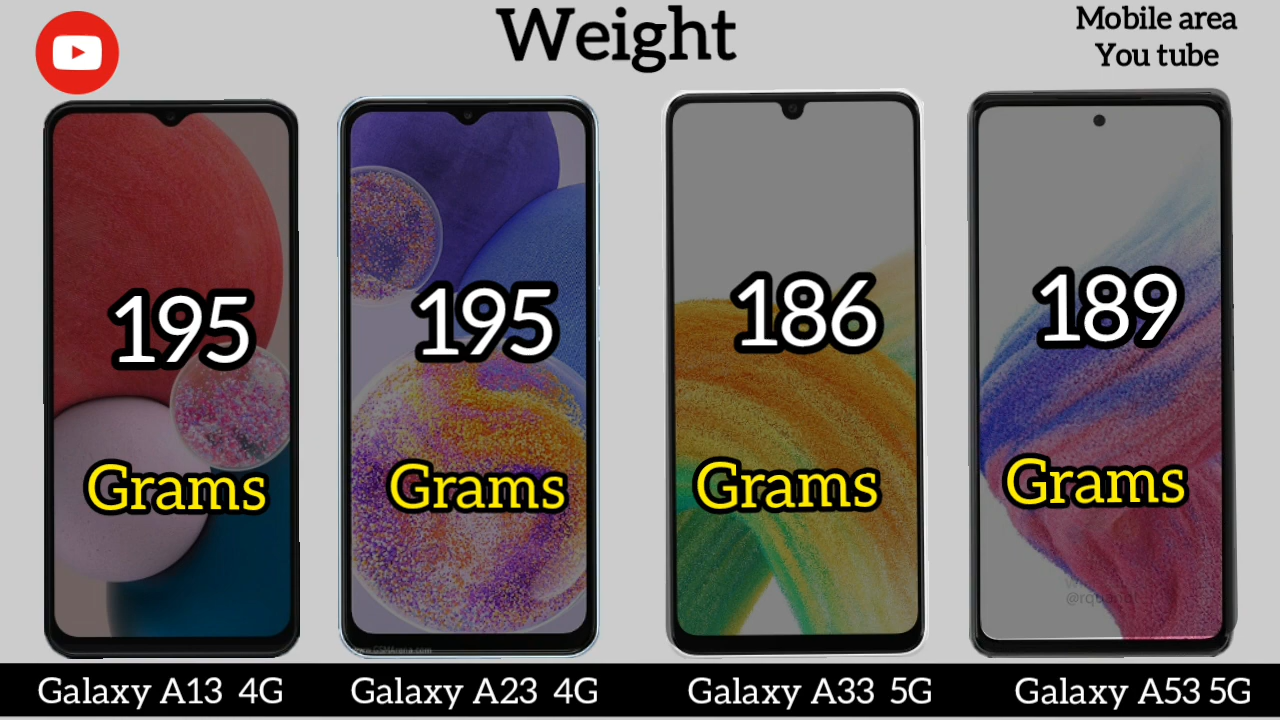 Weight
Mobile area
You tube
195
195
186
189
Grams
Grams
Grams
Grams
Galaxy A13 4G
Galaxy A23 4G
Galaxy A33 5G
Galaxy A53 5G